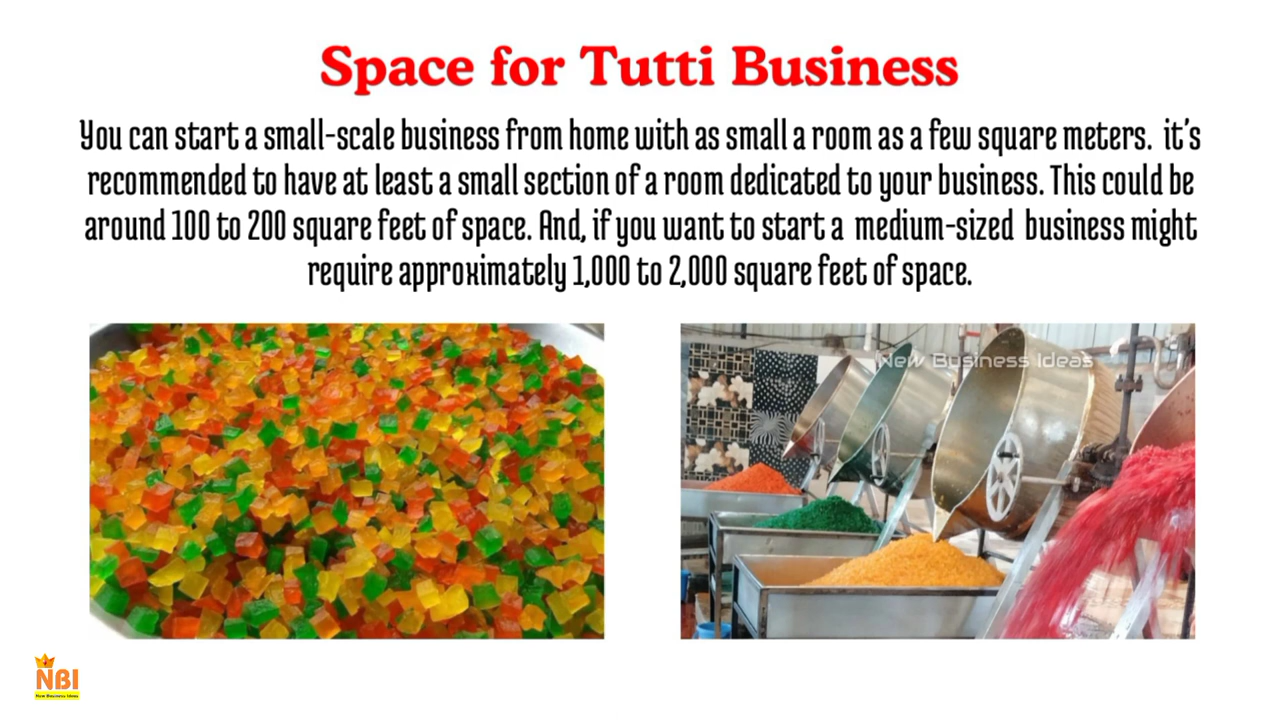 Space for Tutti Business
You can start a small-scale business from home with as small a room as a few square meters. it's
recommended to have at least a small section of a room dedicated to your business. This could be
around 100 to 200 square feet of space. And, if you want to start a medium-sized business might
require approximately 1,000 to 2,000 square feet of space.
New Business Ideas
NBI
New Business Ideas